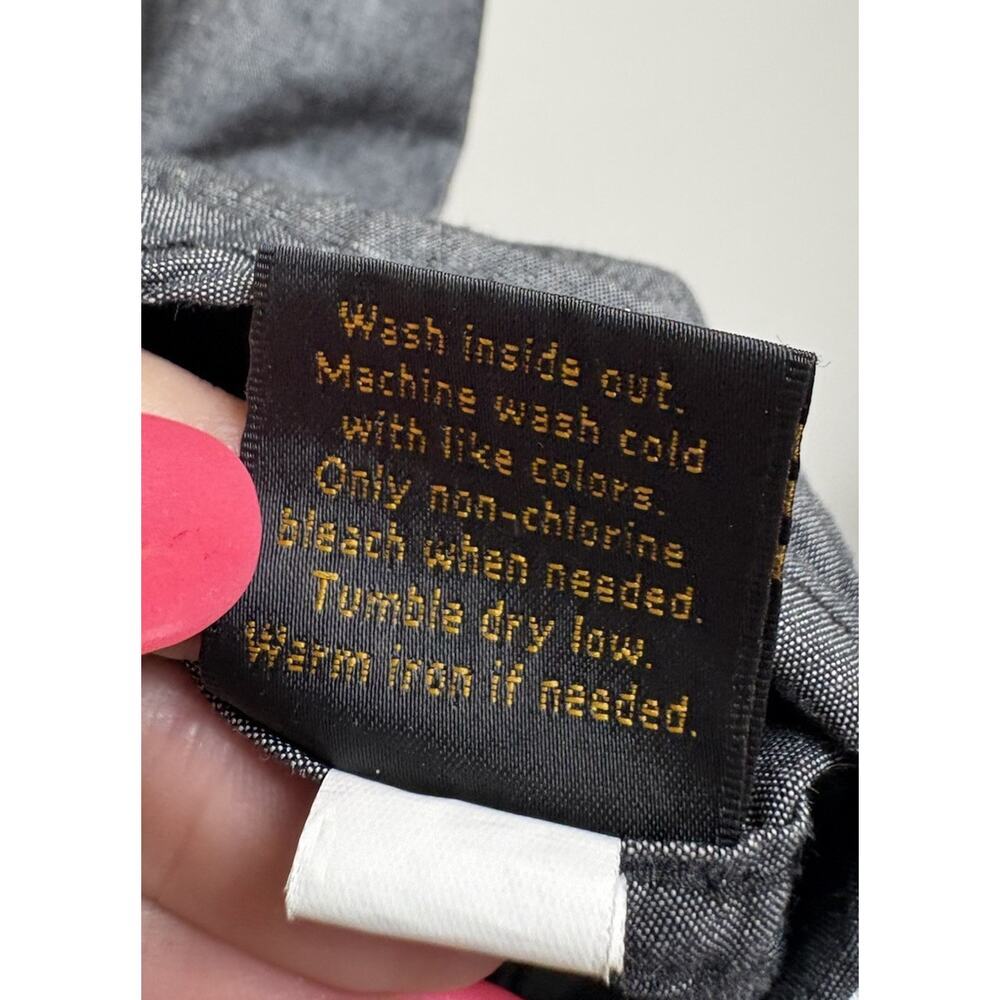 Wash inside out.
Machine wash cold
with like colors.
Only non-chlorine
bleach when needed.
Tumble dry low.
Warm iron if needed.